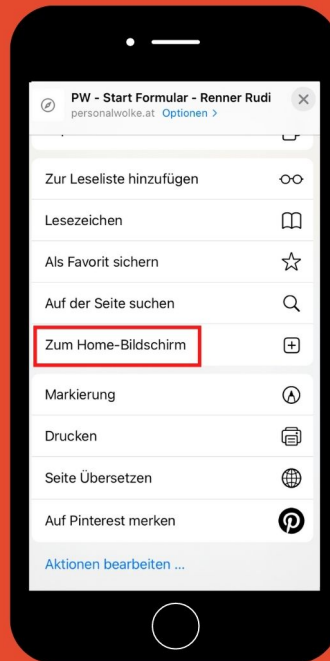 PW - Start Formular - Renner Rudi
personalwolke.at Optionen >
Zur Leseliste hinzufügen
Lesezeichen
Als Favorit sichern
Auf der Seite suchen
Zum Home-Bildschirm
Markierung
Drucken
Seite Übersetzen
Auf Pinterest merken
Aktionen bearbeiten ...